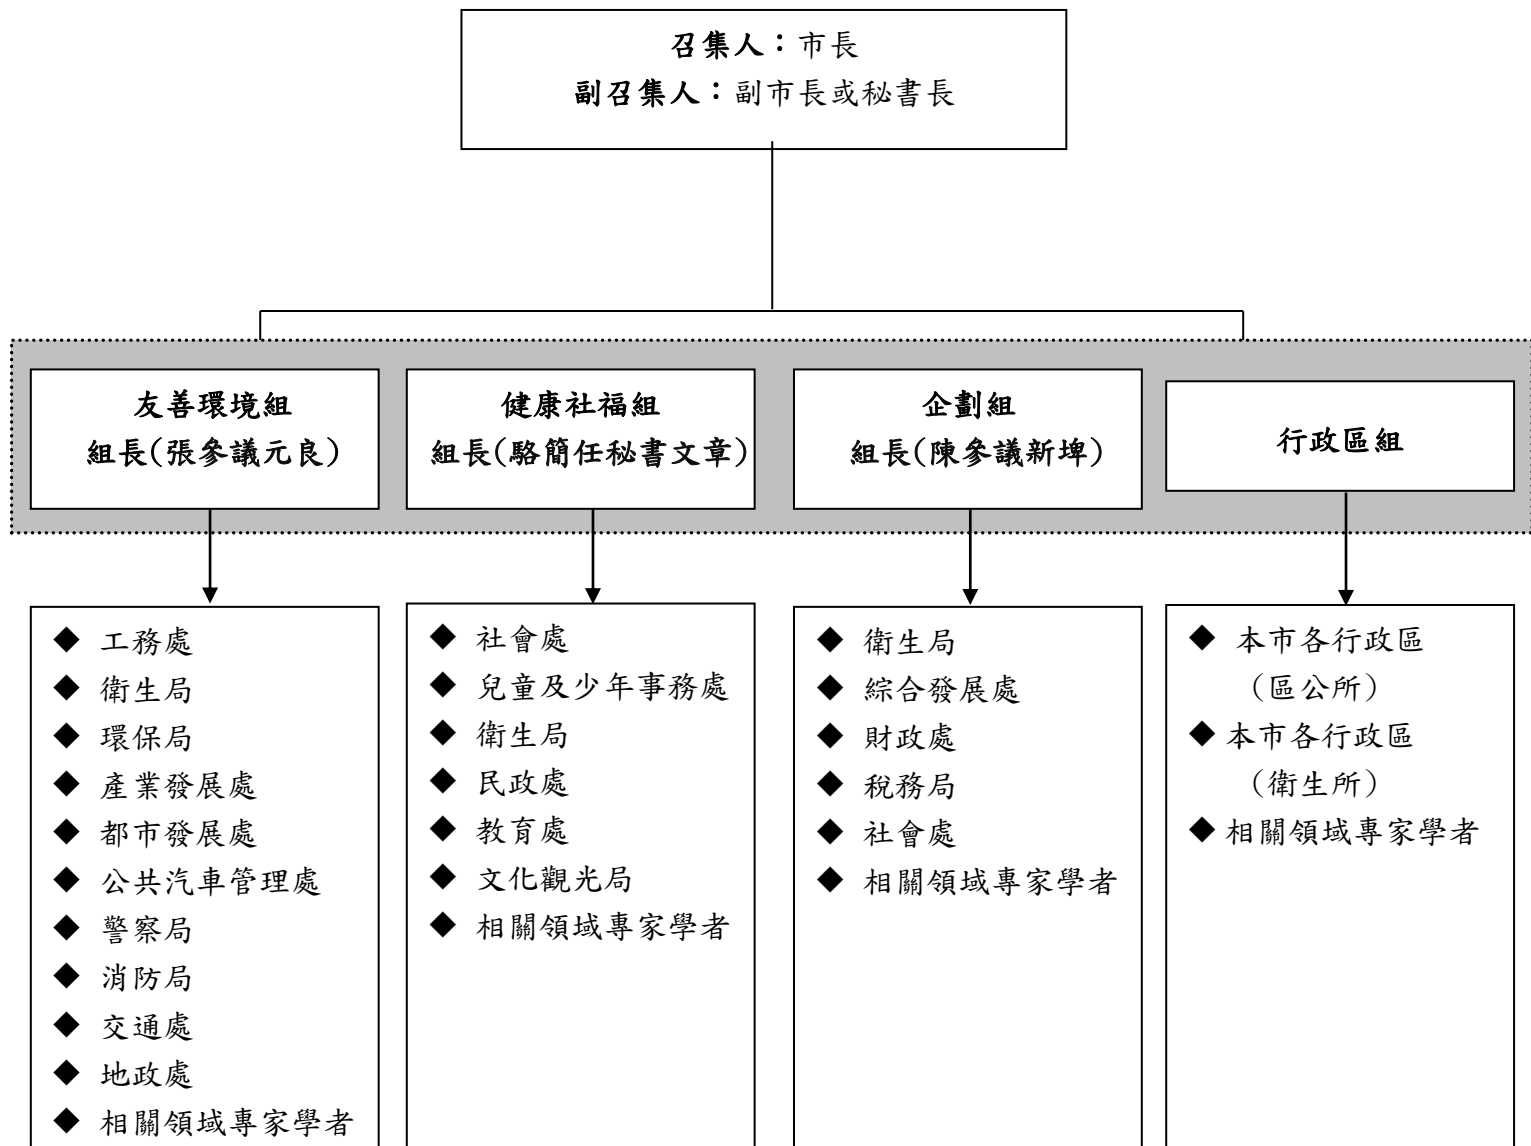 召集人：市長
副召集人：副市長或秘書長
友善環境組
組長(張參議元良)
健康社福組
組長(駱簡任秘書文章)
企劃組
組長(陳參議新埤)
行政區組
◆ 工務處
◆ 衛生局
◆ 環保局
◆ 產業發展處
◆ 都市發展處
◆ 公共汽車管理處
◆ 警察局
◆ 消防局
◆ 交通處
◆ 地政處
◆ 相關領域專家學者
◆ 社會處
◆ 兒童及少年事務處
◆ 衛生局
◆ 民政處
◆ 教育處
◆ 文化觀光局
◆ 相關領域專家學者
◆ 衛生局
◆ 綜合發展處
◆ 財政處
◆ 稅務局
◆ 社會處
◆ 相關領域專家學者
◆ 本市各行政區
（區公所）
◆ 本市各行政區
（衛生所）
◆ 相關領域專家學者